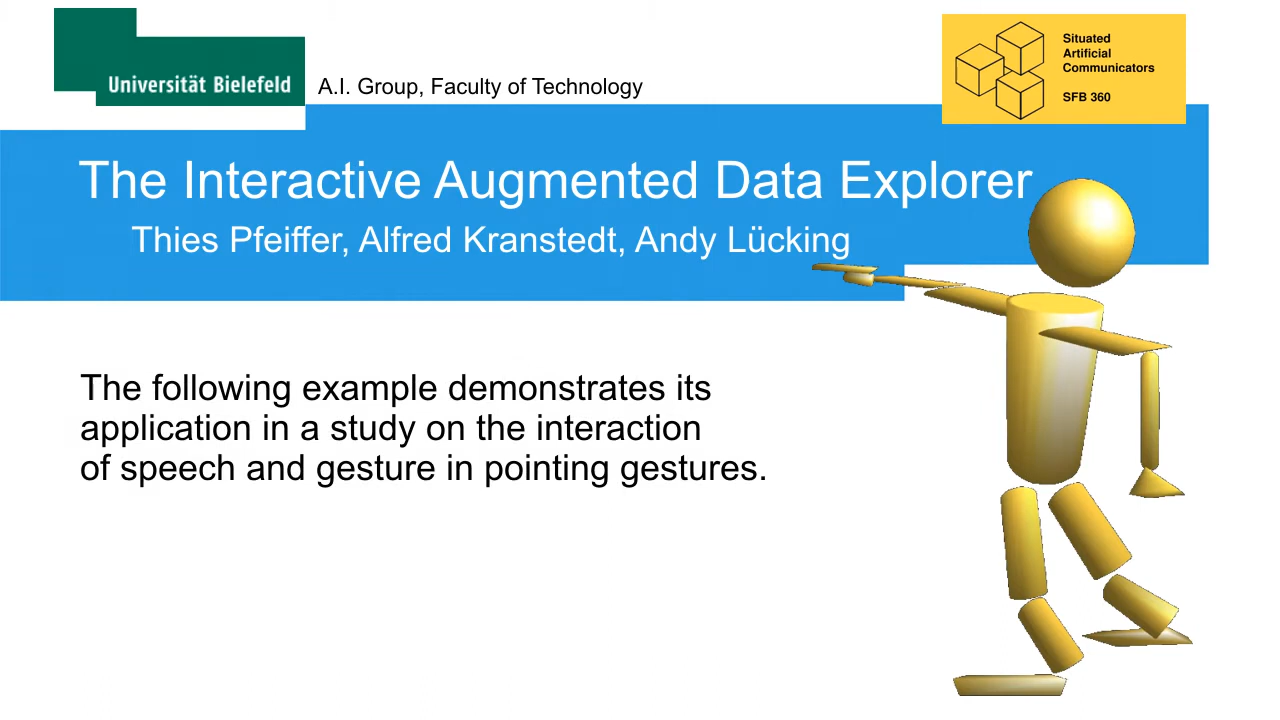 Universität Bielefeld
A.I. Group, Faculty of Technology
Situated
Artificial
Communicators
SFB 360
The Interactive Augmented Data Explorer
Thies Pfeiffer, Alfred Kranstedt, Andy Lücking
The following example demonstrates its
application in a study on the interaction
of speech and gesture in pointing gestures.